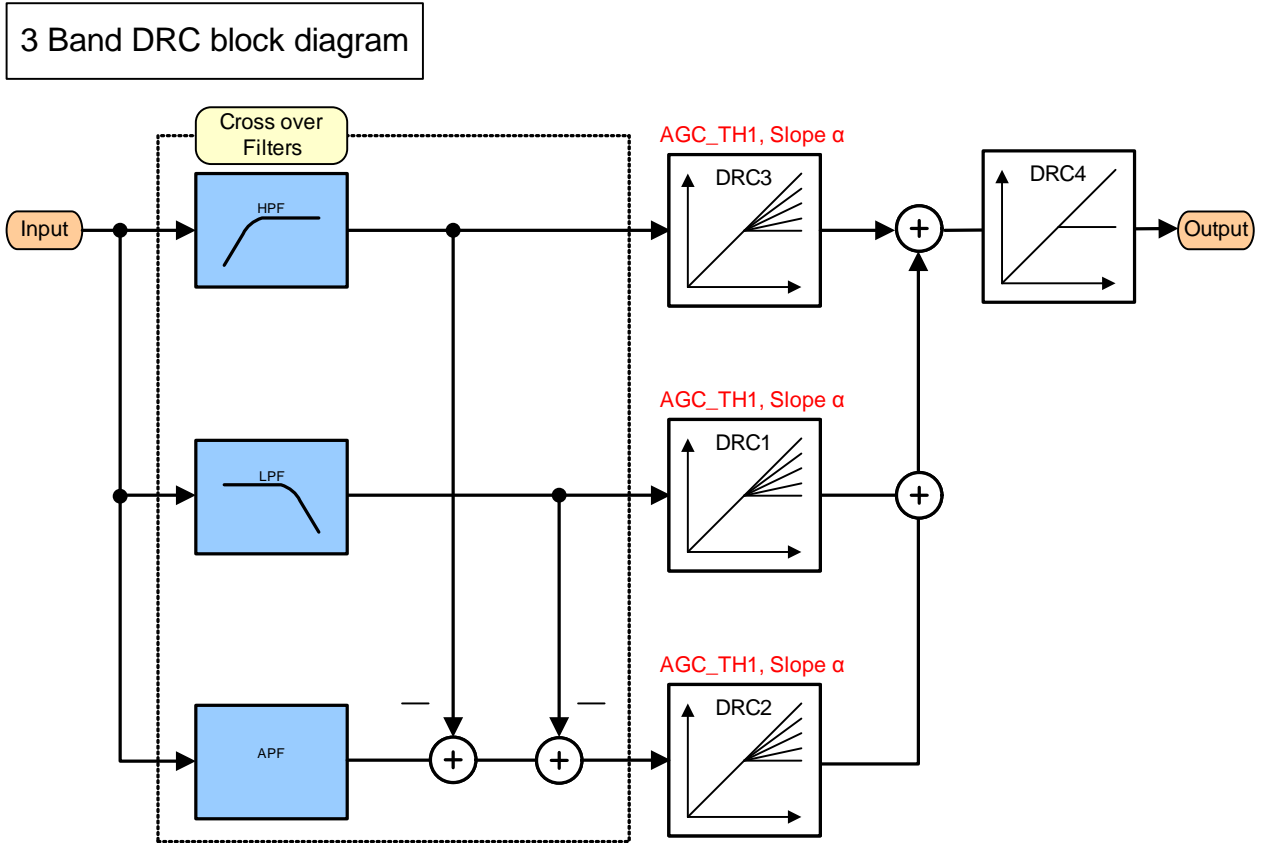 3 Band DRC block diagram
Cross over
Filters
AGC_TH1, Slope α
HPF
DRC3
DRC4
Input
+
Output
AGC_TH1, Slope α
LPF
DRC1
+
AGC_TH1, Slope α
—
—
DRC2
APF
+
+